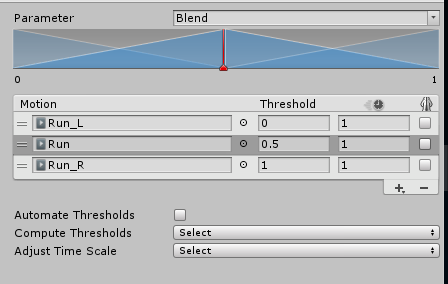 Parameter Blend
0 1
Motion Threshold
Run_L 0 1
Run 0.5 1
Run_R 1 1
Automate Thresholds
Compute Thresholds Select
Adjust Time Scale Select